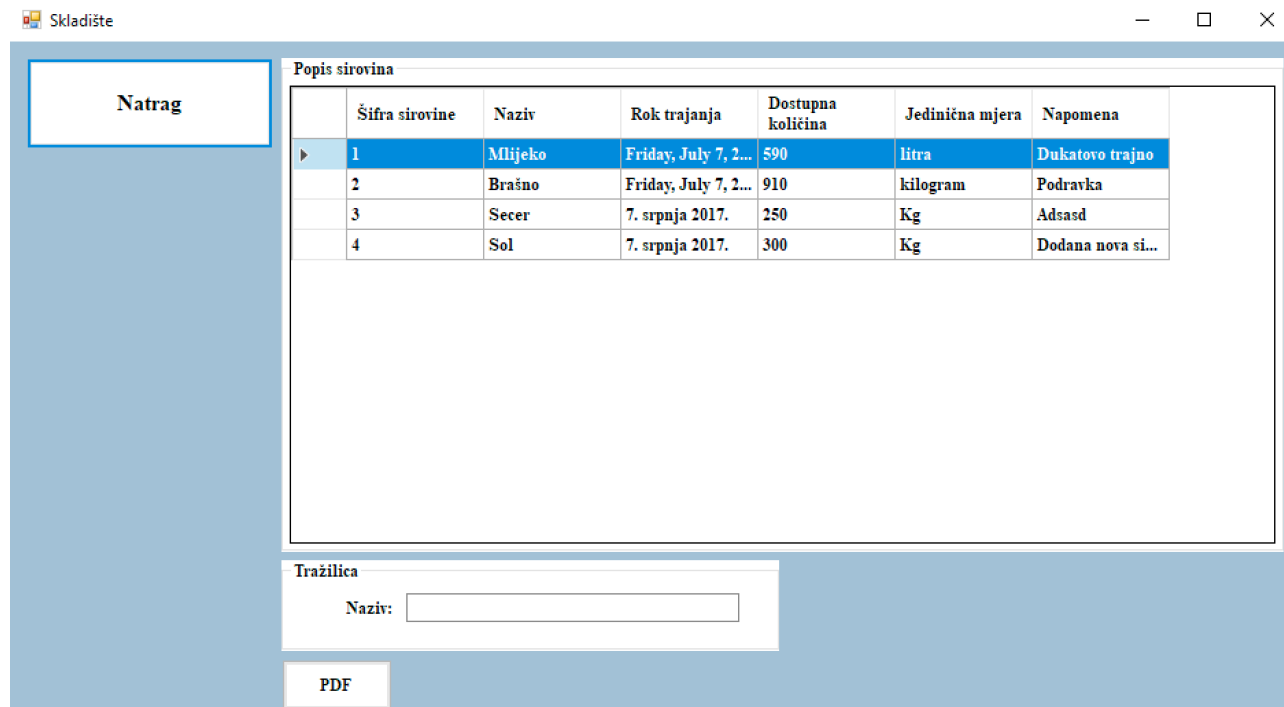 Skladište
Natrag
Popis sirovina
Šifra sirovine Naziv Rok trajanja Dostupna količina Jedinična mjera Napomena
1 Mlijeko Friday, July 7, 2... 590 litra Dukatovo trajno
2 Brašno Friday, July 7, 2... 910 kilogram Podravka
3 Secer 7. srpnja 2017. 250 Kg Adsasd
4 Sol 7. srpnja 2017. 300 Kg Dodana nova si...
Tražilica
Naziv:
PDF